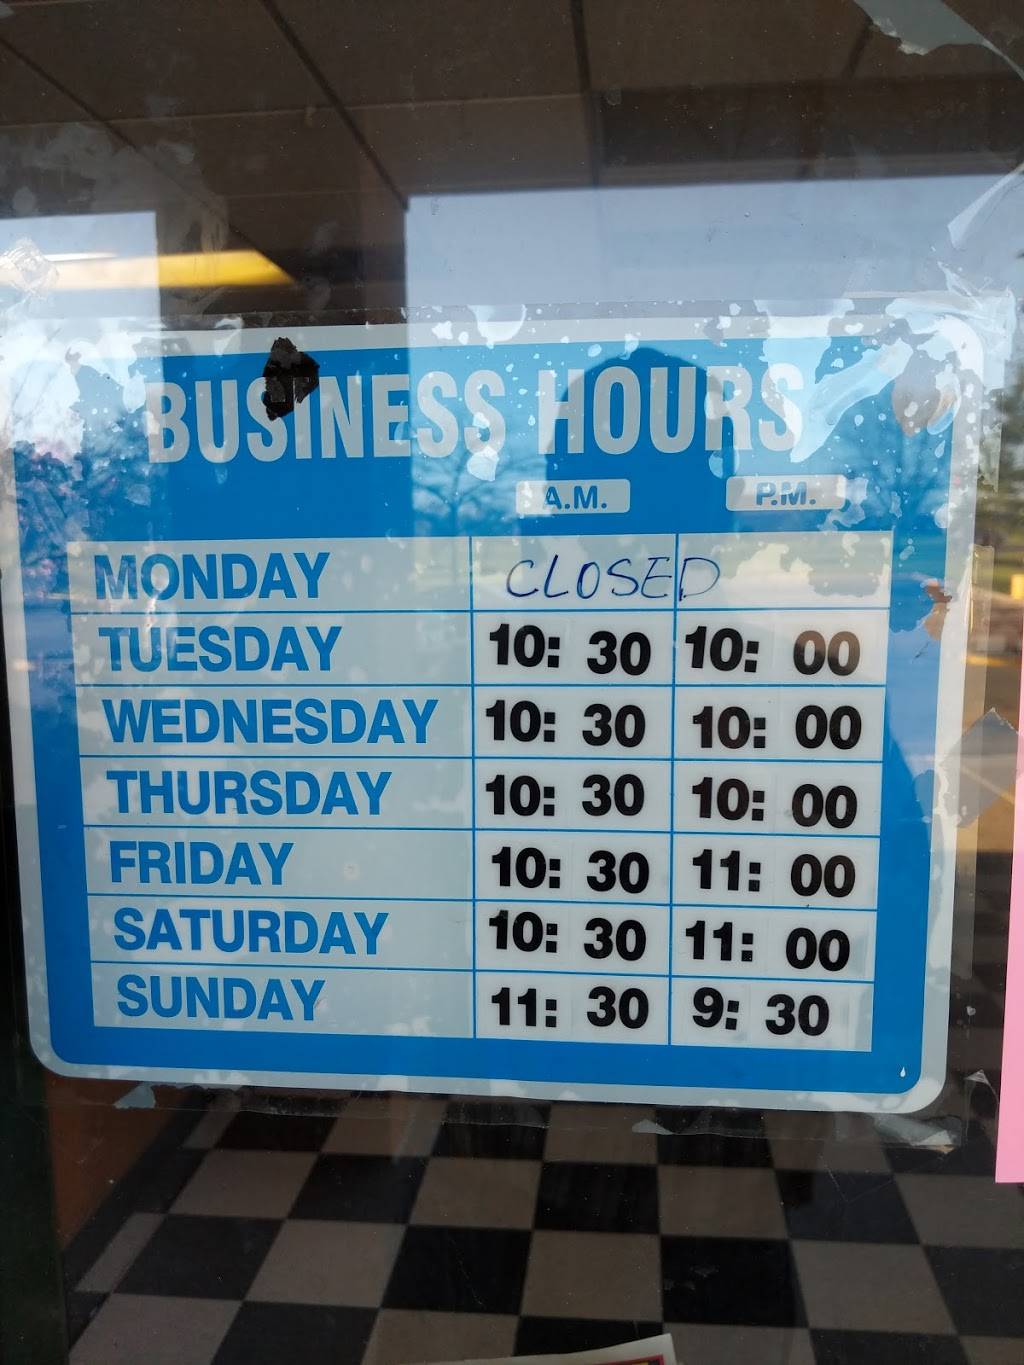 BUSINESS HOURS
A.M. P.M.
MONDAY CLOSED
TUESDAY 10: 30 10: 00
WEDNESDAY 10: 30 10: 00
THURSDAY 10: 30 10: 00
FRIDAY 10: 30 11: 00
SATURDAY 10: 30 11: 00
SUNDAY 11: 30 9: 30